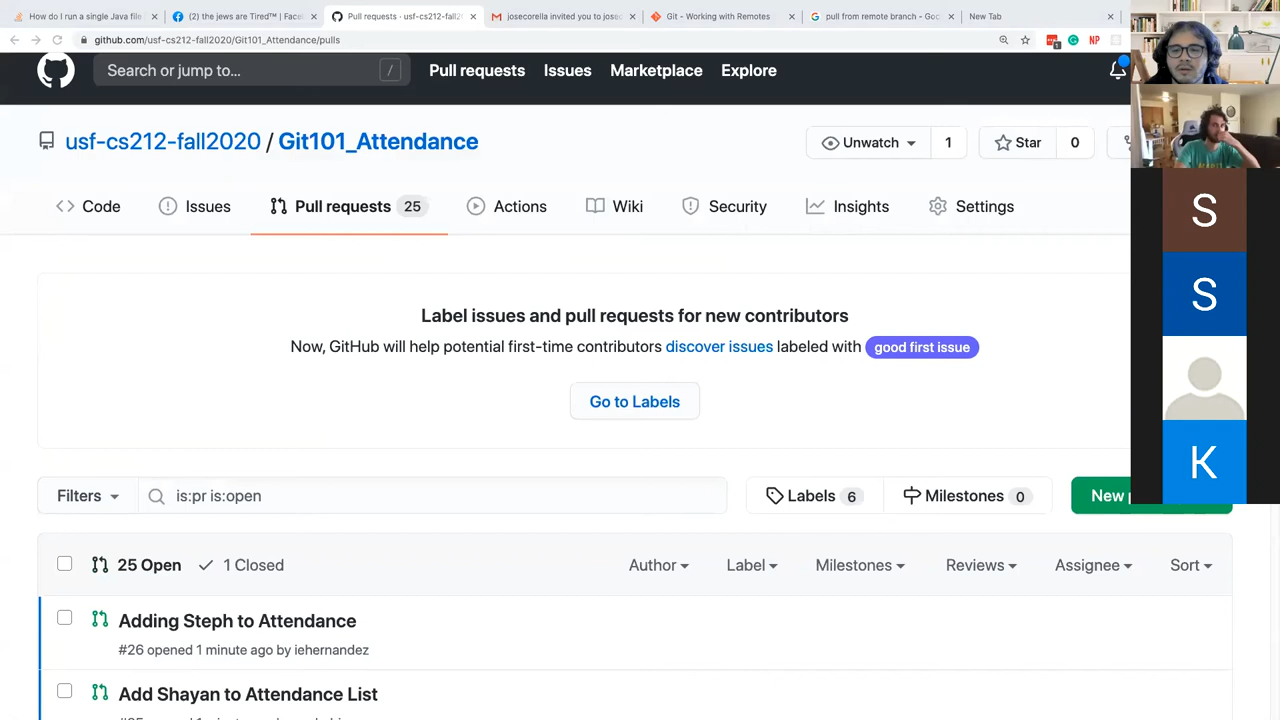 How do I run a single Java file
(2) the jews are Tired™ | Face
Pull requests · usf-cs212-fall2
josecorella invited you to josec
Git - Working with Remotes
pull from remote branch - Goo
New Tab
github.com/usf-cs212-fall2020/Git101_Attendance/pulls
NP
Search or jump to...
/
Pull requests
Issues
Marketplace
Explore
usf-cs212-fall2020 / Git101_Attendance
Unwatch
1
Star
0
Code
Issues
Pull requests 25
Actions
Wiki
Security
Insights
Settings
S
S
K
Label issues and pull requests for new contributors
Now, GitHub will help potential first-time contributors discover issues labeled with good first issue
Go to Labels
Filters
is:pr is:open
Labels 6
Milestones 0
New
25 Open
1 Closed
Author
Label
Milestones
Reviews
Assignee
Sort
Adding Steph to Attendance
#26 opened 1 minute ago by iehernandez
Add Shayan to Attendance List